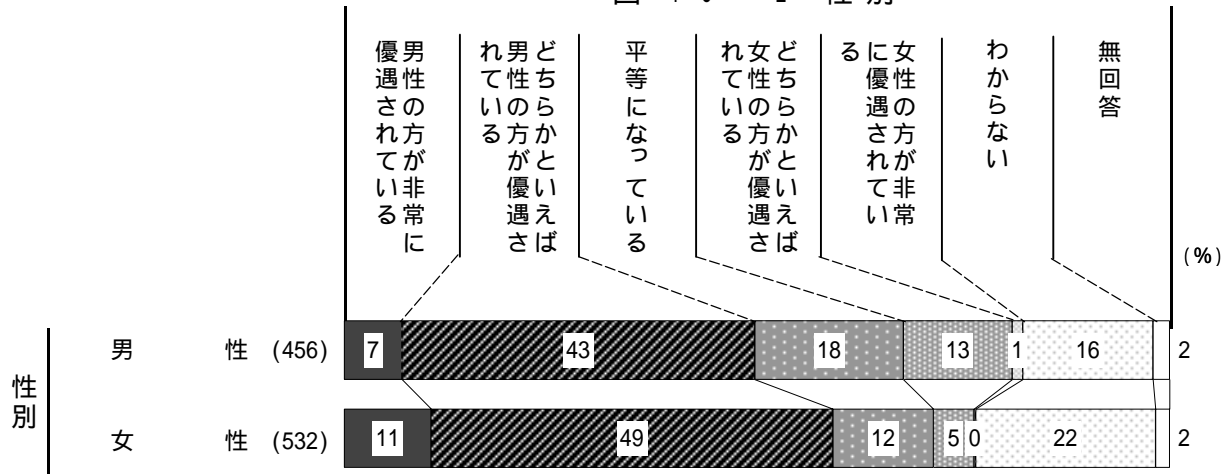 性 別
男性の方が非常に
優遇されている
どちらかといえば
男性の方が優遇さ
れている
平等になっている
どちらかといえば
女性の方が優遇さ
れている
女性の方が非常
に優遇されてい
る
わからない
無回答
(%)
性別
男 性 (456) 7 43 18 13 1 16 2
女 性 (532) 11 49 12 5 0 22 2